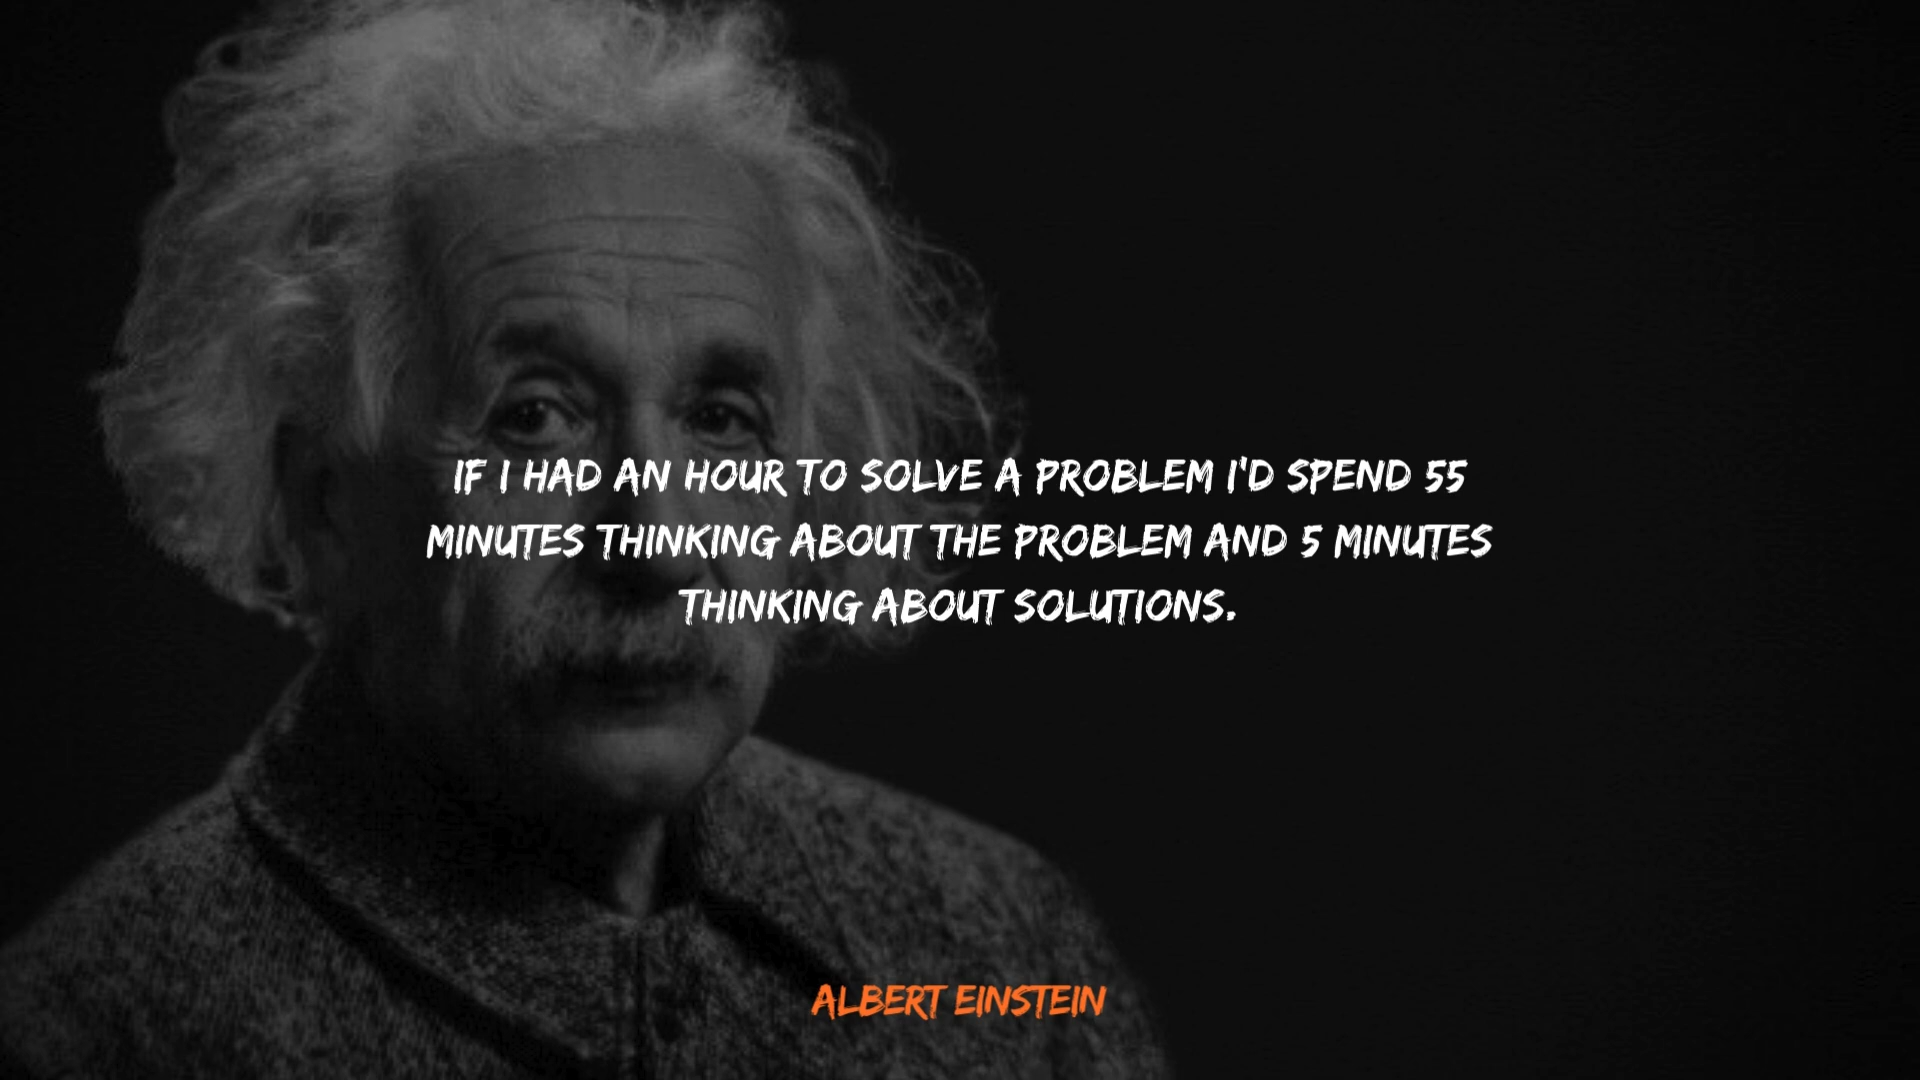 IF I HAD AN HOUR TO SOLVE A PROBLEM I'D SPEND 55
MINUTES THINKING ABOUT THE PROBLEM AND 5 MINUTES
THINKING ABOUT SOLUTIONS.
ALBERT EINSTEIN